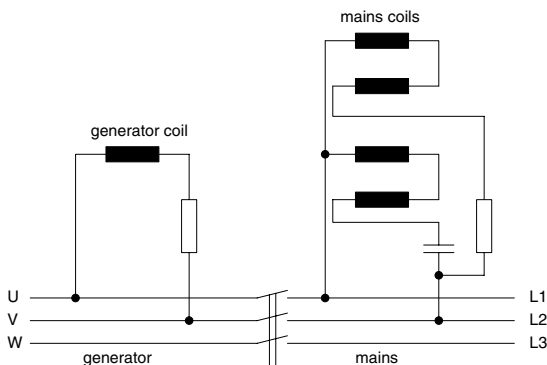 mains coils
generator coil
U
L1
V
L2
W
L3
generator
mains